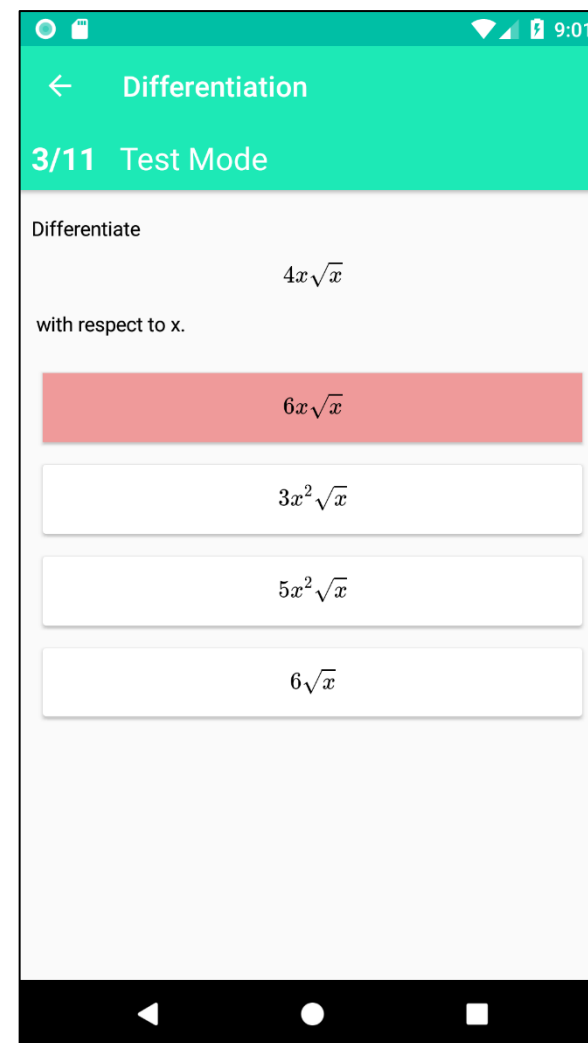 9:01
Differentiation
3/11 Test Mode
Differentiate
4x√x
with respect to x.
6x√x
3x²√x
5x²√x
6√x